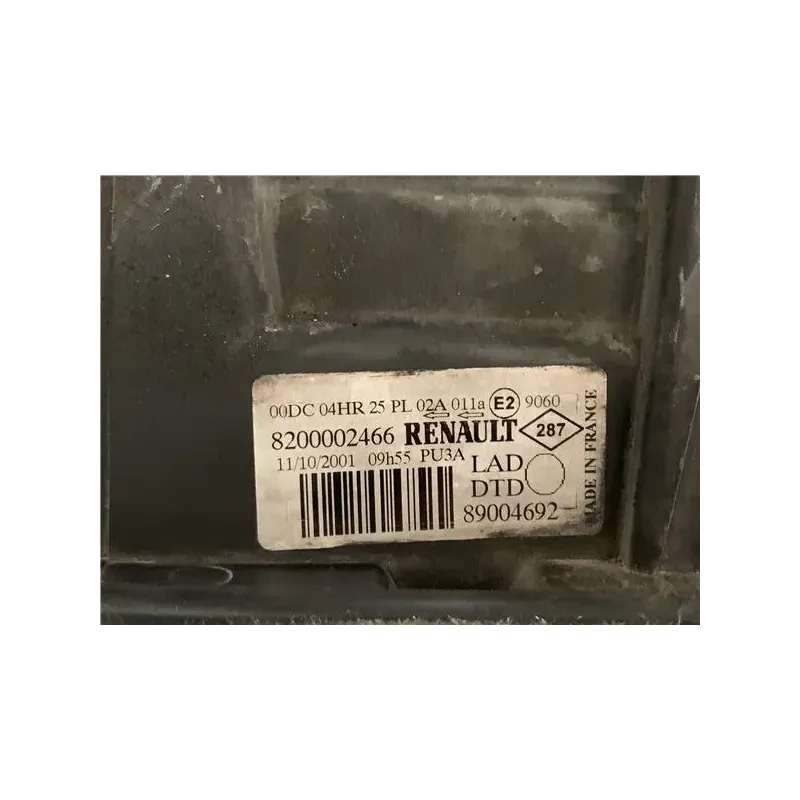 00DC 04HR 25 PL 02A 011a E2 9060
8200002466 RENAULT 287
11/10/2001 09h55 PU3A LAD
DTD
89004692
MADE IN FRANCE